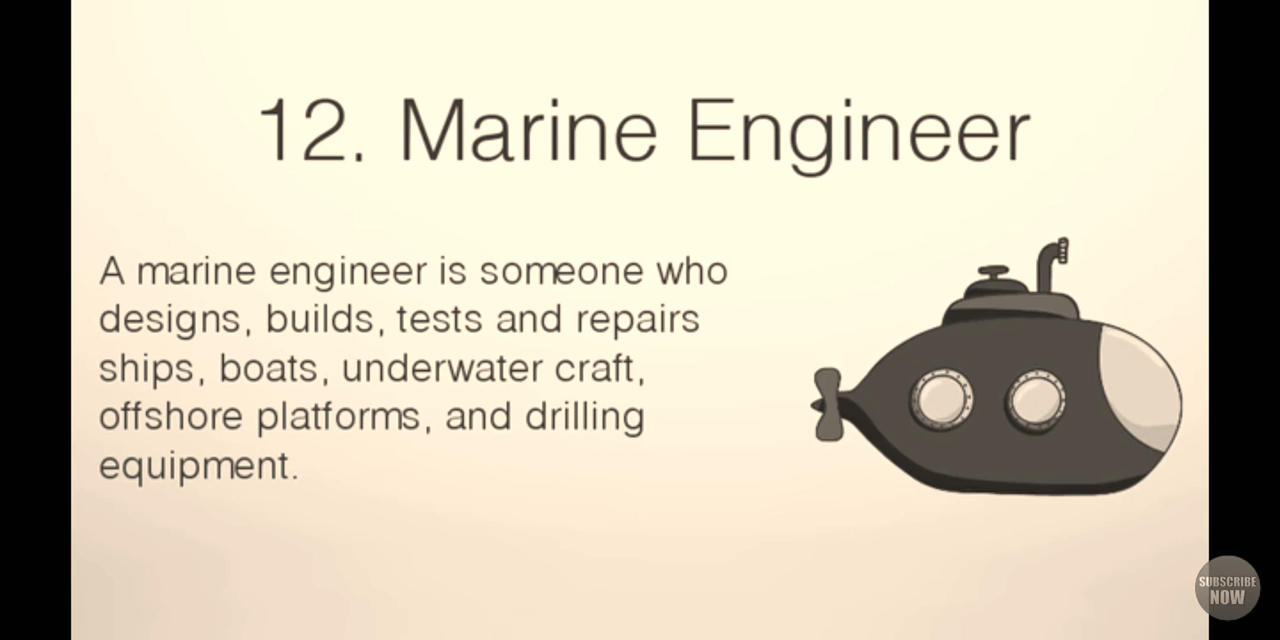 12. Marine Engineer
A marine engineer is someone who
designs, builds, tests and repairs
ships, boats, underwater craft,
offshore platforms, and drilling
equipment.
SUBSCRIBE
NOW